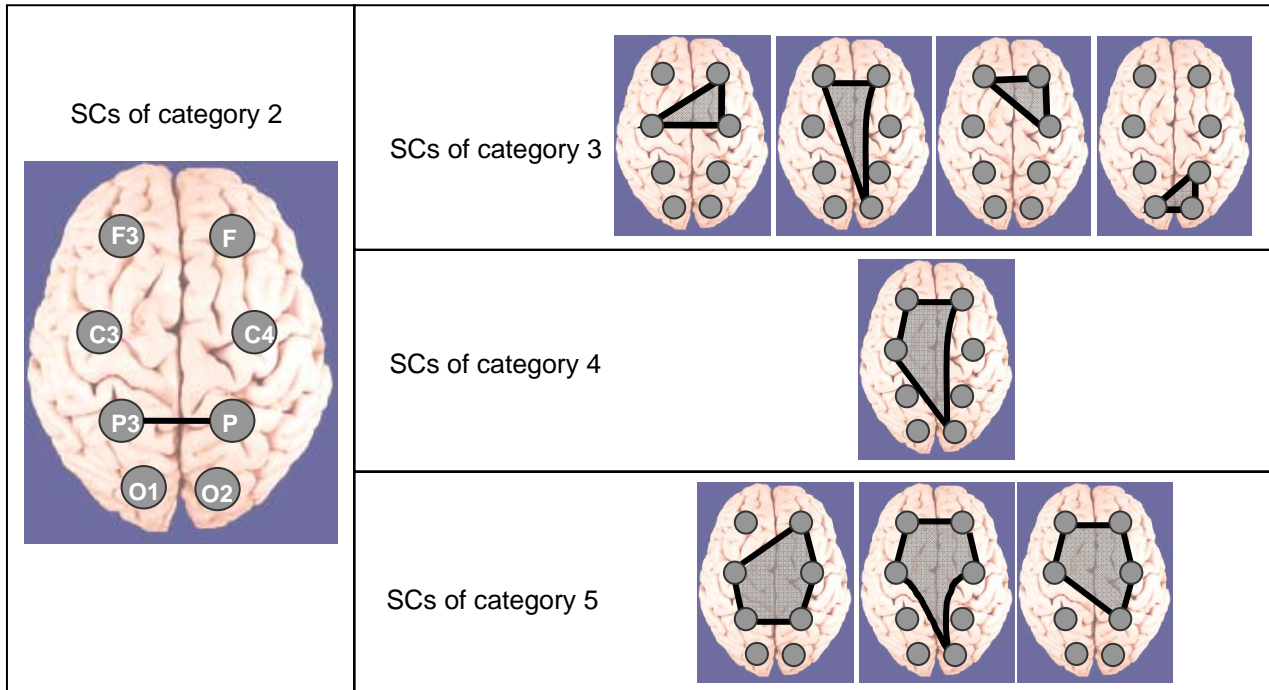 SCs of category 2
F3 F
C3 C4
P3 P
O1 O2
SCs of category 3
SCs of category 4
SCs of category 5